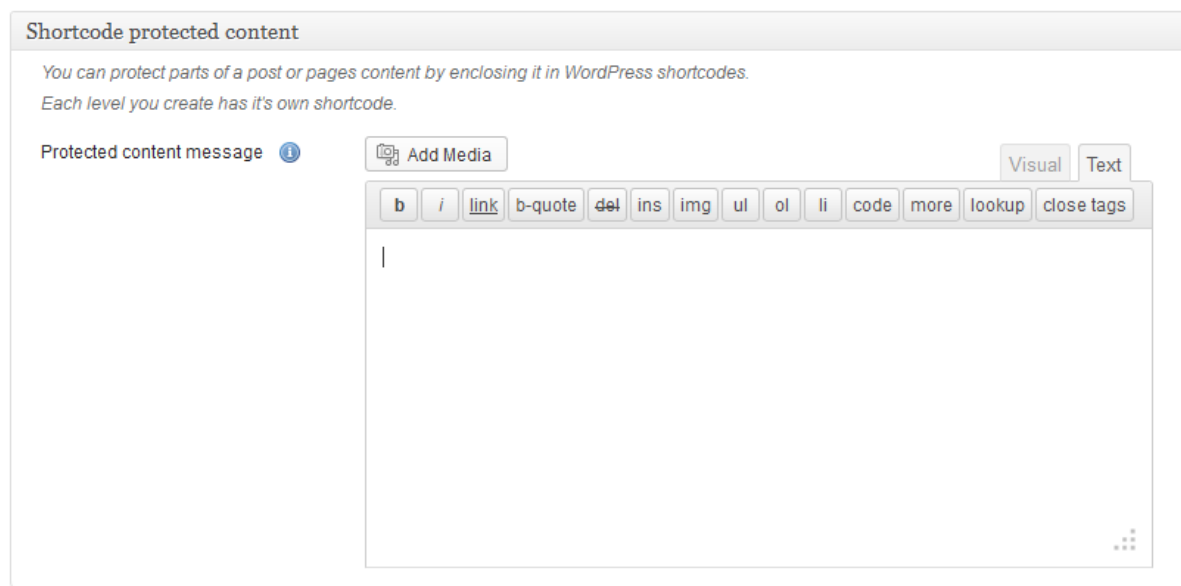 Shortcode protected content
You can protect parts of a post or pages content by enclosing it in WordPress shortcodes.
Each level you create has it's own shortcode.
Protected content message
Add Media
Visual Text
b i link b-quote del ins img ul ol li code more lookup close tags